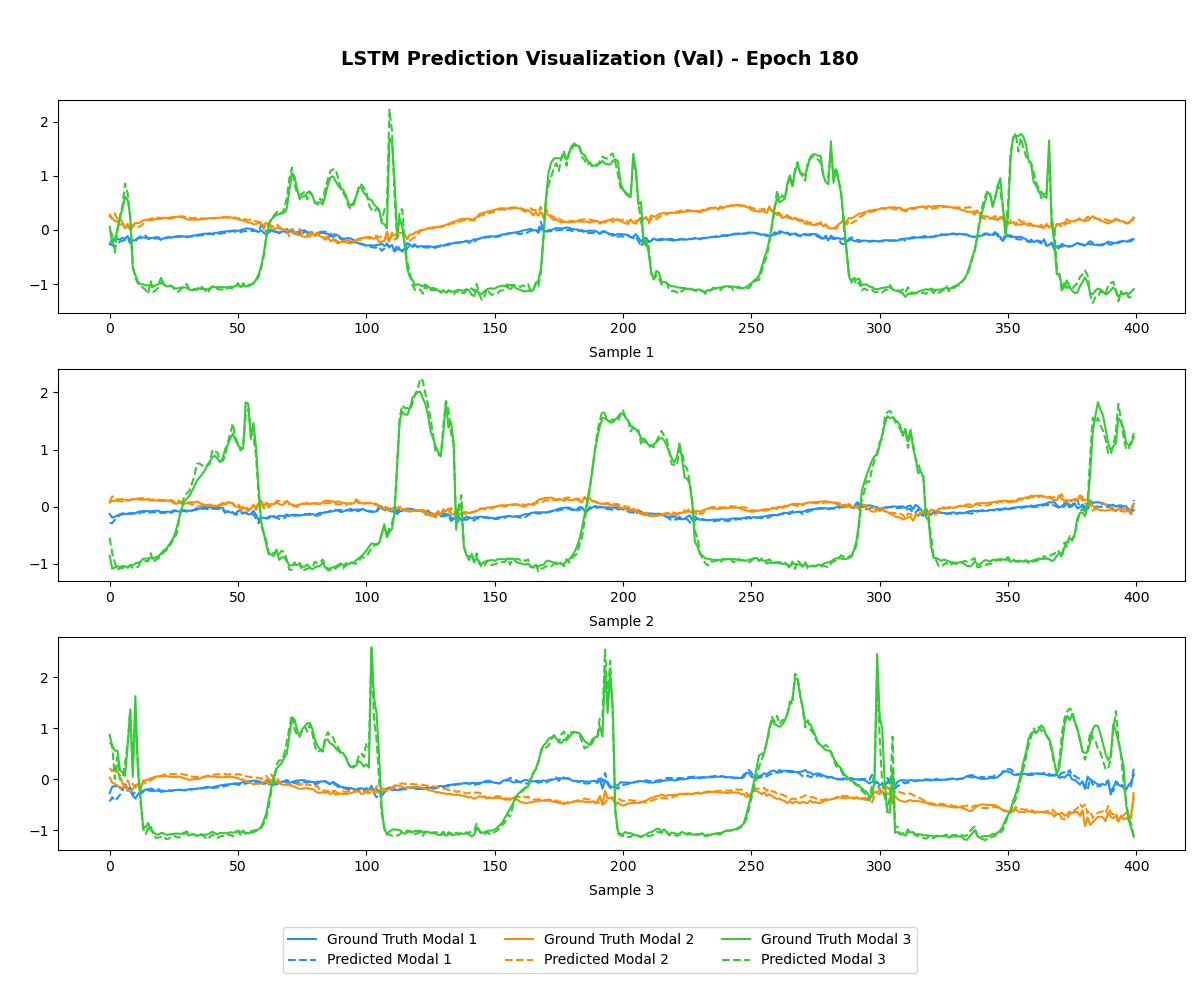 LSTM Prediction Visualization (Val) - Epoch 180
2
1
0
−1
0 50 100 150 200 250 300 350 400
Sample 1
2
1
0
−1
0 50 100 150 200 250 300 350 400
Sample 2
2
1
0
−1
0 50 100 150 200 250 300 350 400
Sample 3
Ground Truth Modal 1 Ground Truth Modal 2 Ground Truth Modal 3
Predicted Modal 1 Predicted Modal 2 Predicted Modal 3